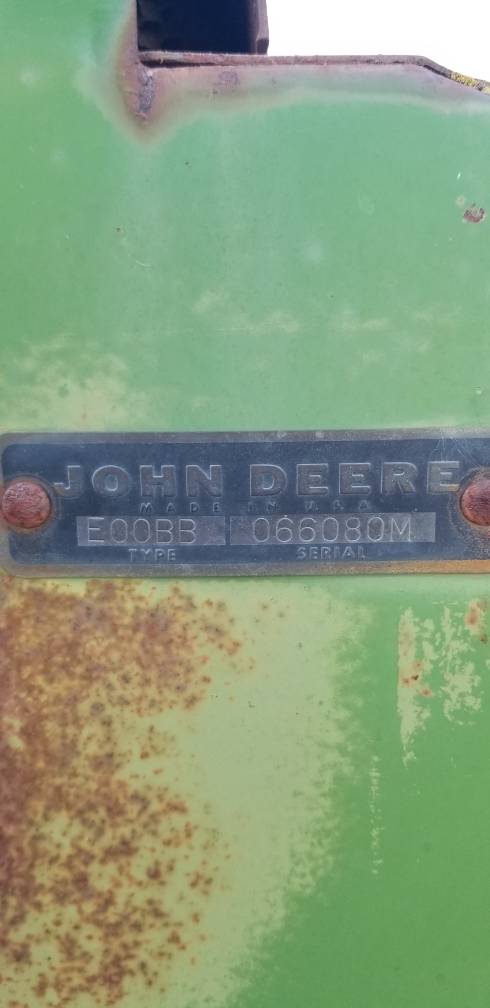 JOHN DEERE
MADE IN U.S.A
E00BB 066080M
TYPE SERIAL